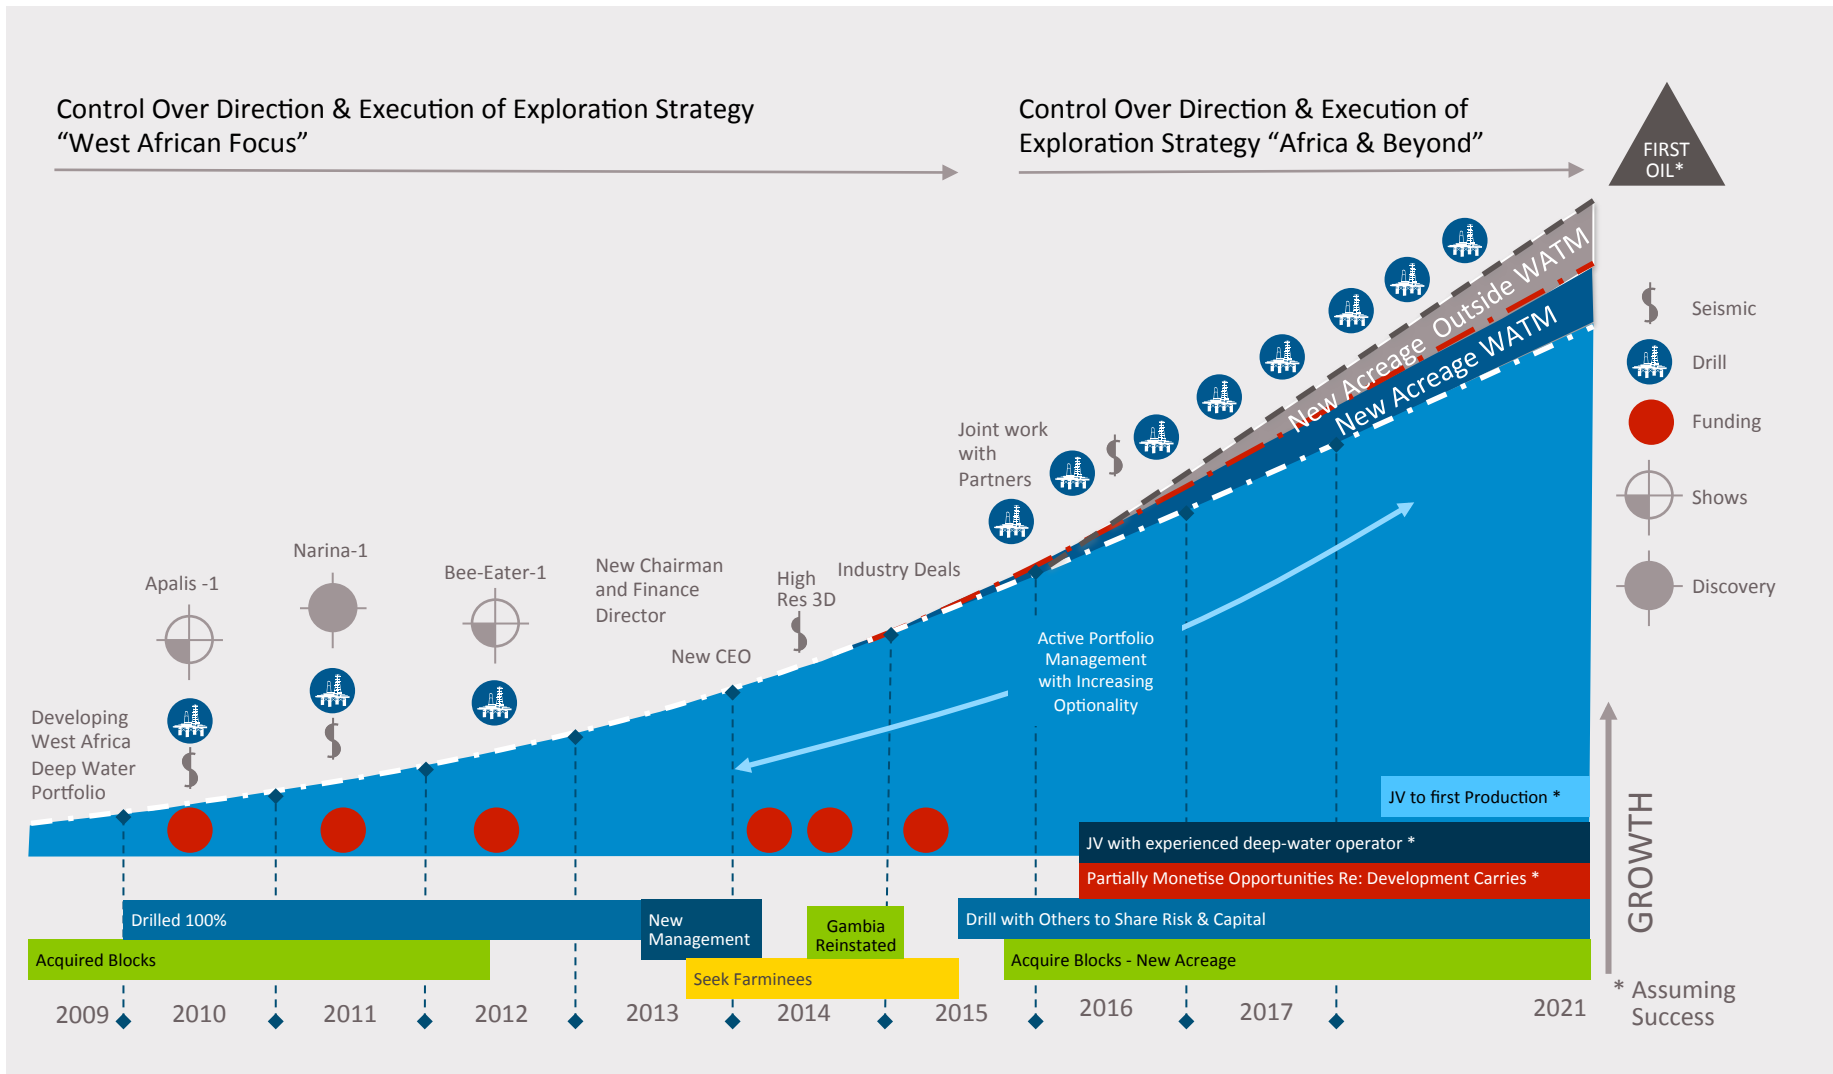 Control Over Direction & Execution of Exploration Strategy
“West African Focus”
Control Over Direction & Execution of
Exploration Strategy “Africa & Beyond”
FIRST
OIL*
New Acreage Outside WATM
New Acreage WATM
Seismic
Drill
Funding
Shows
Discovery
Joint work
with
Partners
Narina-1
Apalis -1
Bee-Eater-1
New Chairman
and Finance
Director
High
Res 3D
Industry Deals
New CEO
Developing
West Africa
Deep Water
Portfolio
Active Portfolio
Management
with Increasing
Optionality
JV to first Production *
JV with experienced deep-water operator *
Partially Monetise Opportunities Re: Development Carries *
Drilled 100%
New
Management
Gambia
Reinstated
Drill with Others to Share Risk & Capital
Acquired Blocks
Seek Farminees
Acquire Blocks - New Acreage
GROWTH
* Assuming
Success
2009
2010
2011
2012
2013
2014
2015
2016
2017
2021